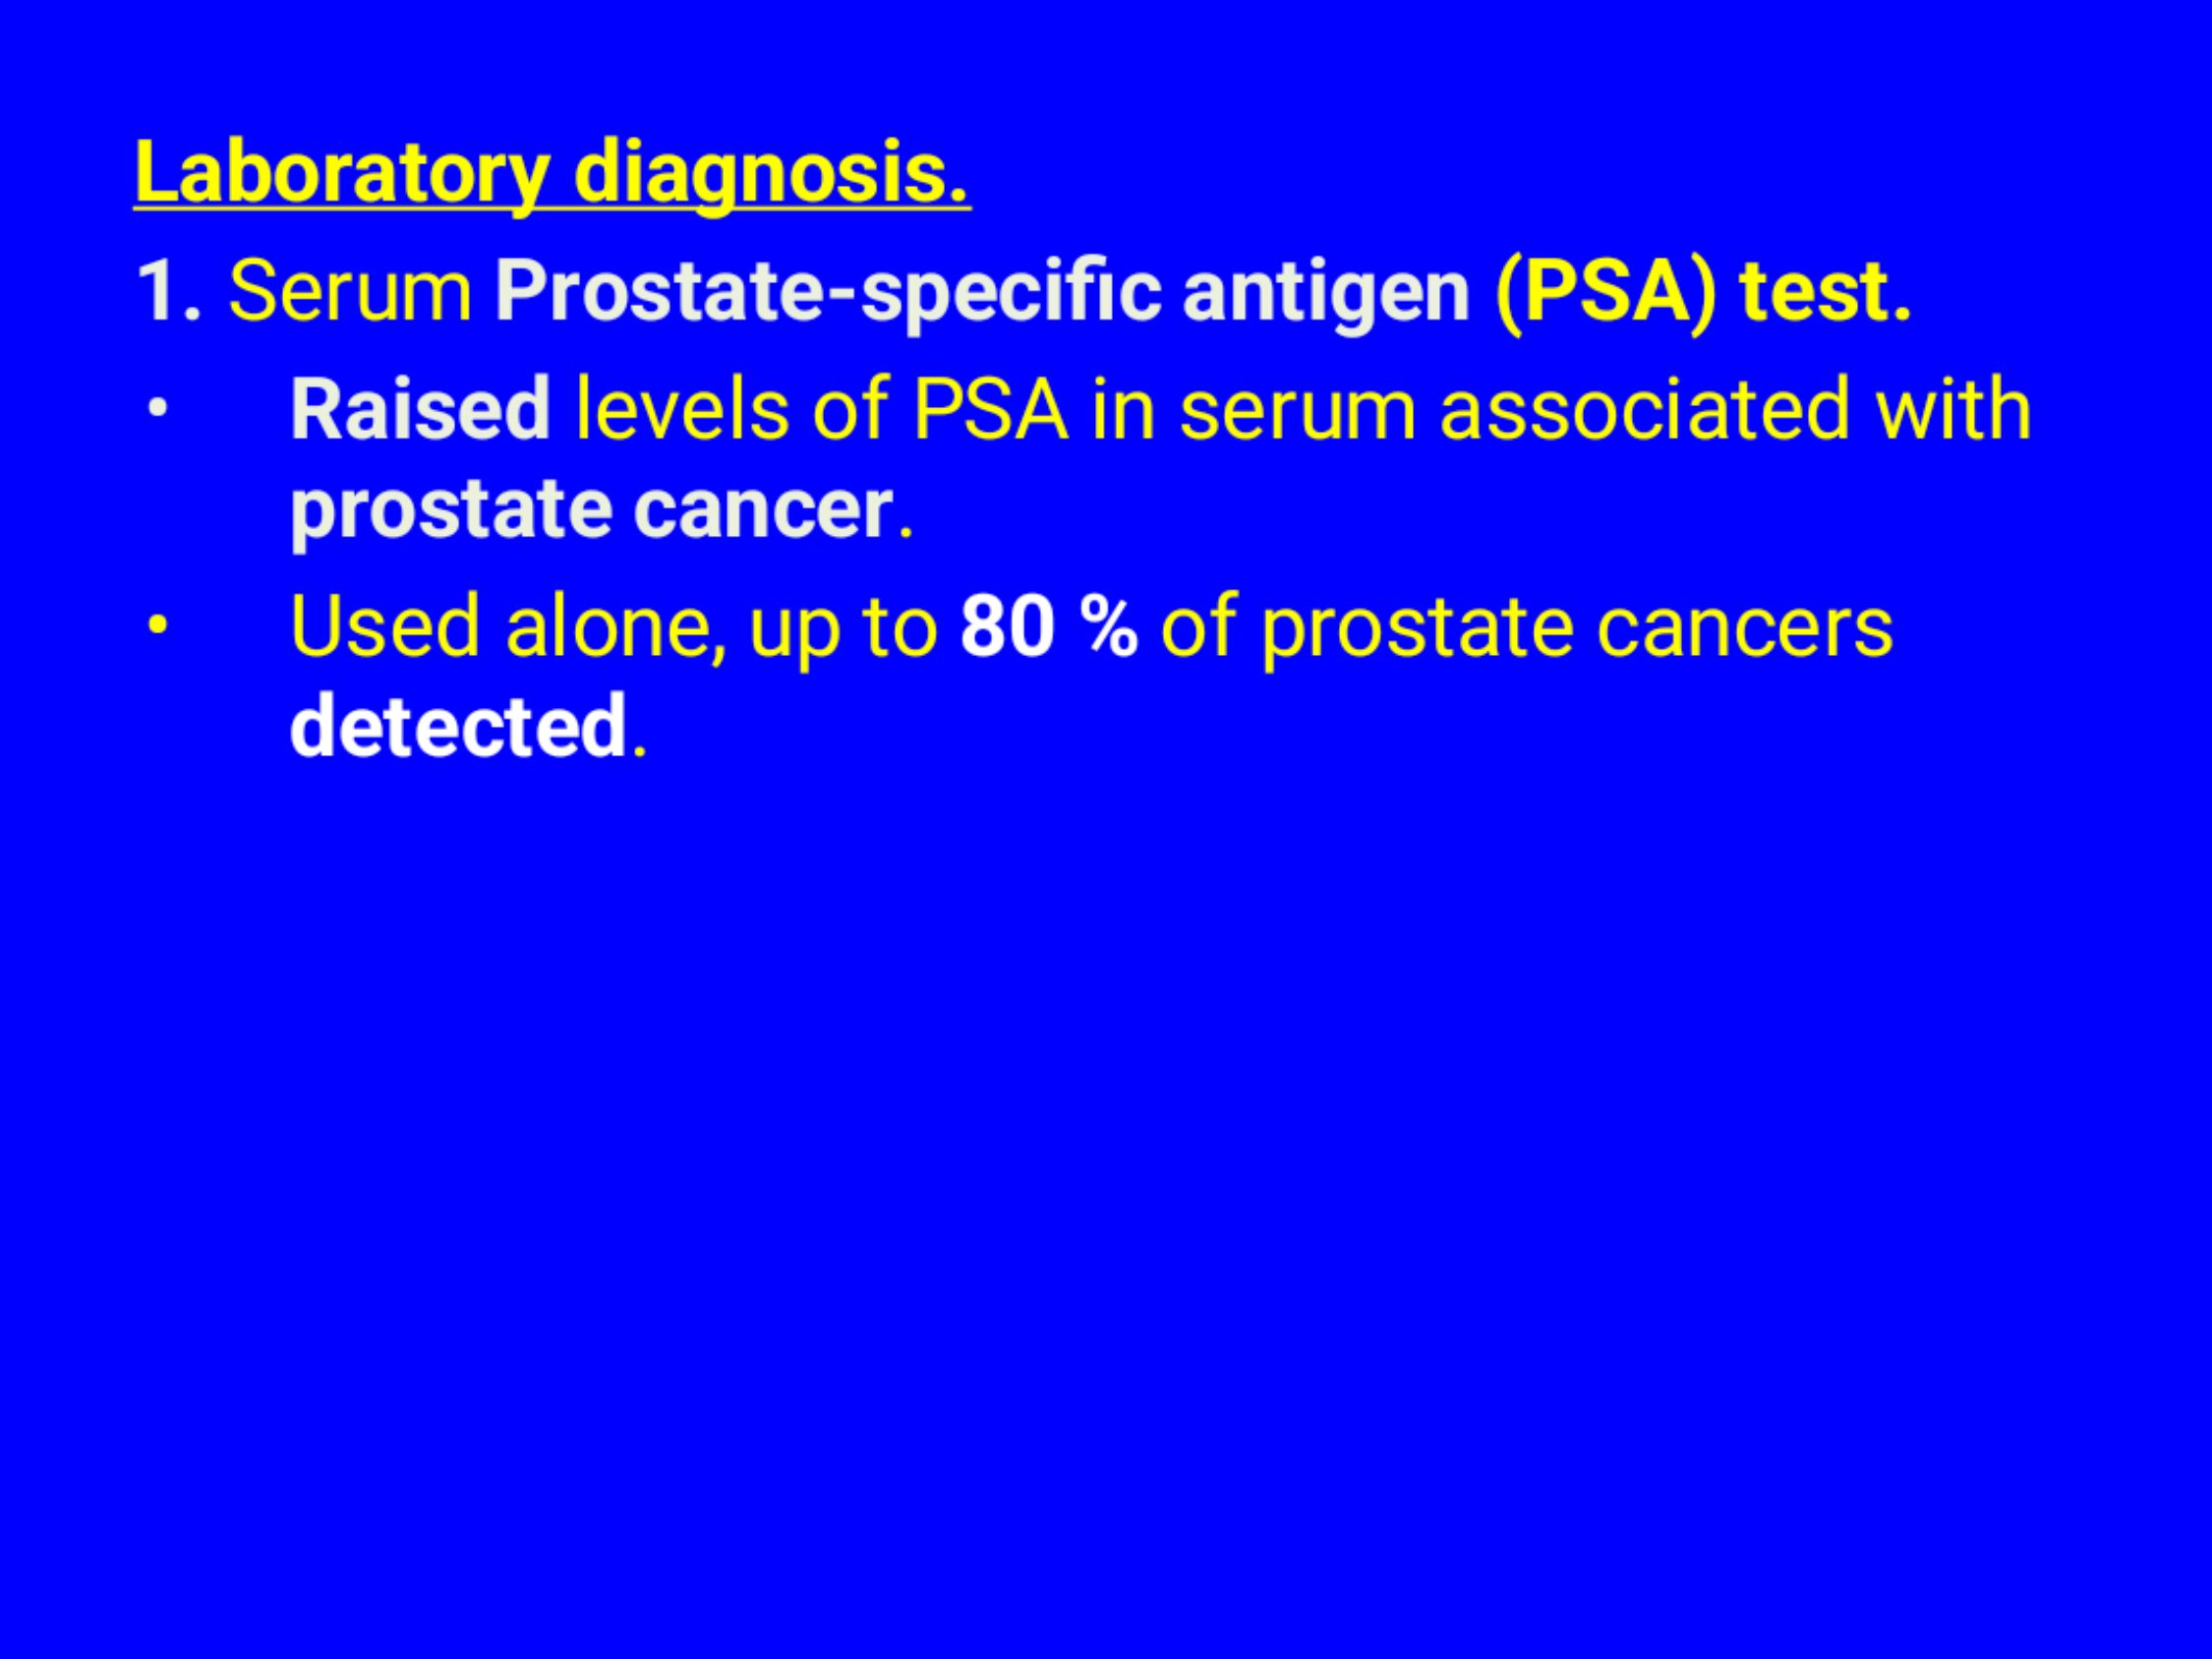 Laboratory diagnosis.
1. Serum Prostate-specific antigen (PSA) test.
• Raised levels of PSA in serum associated with
prostate cancer.
• Used alone, up to 80 % of prostate cancers
detected.